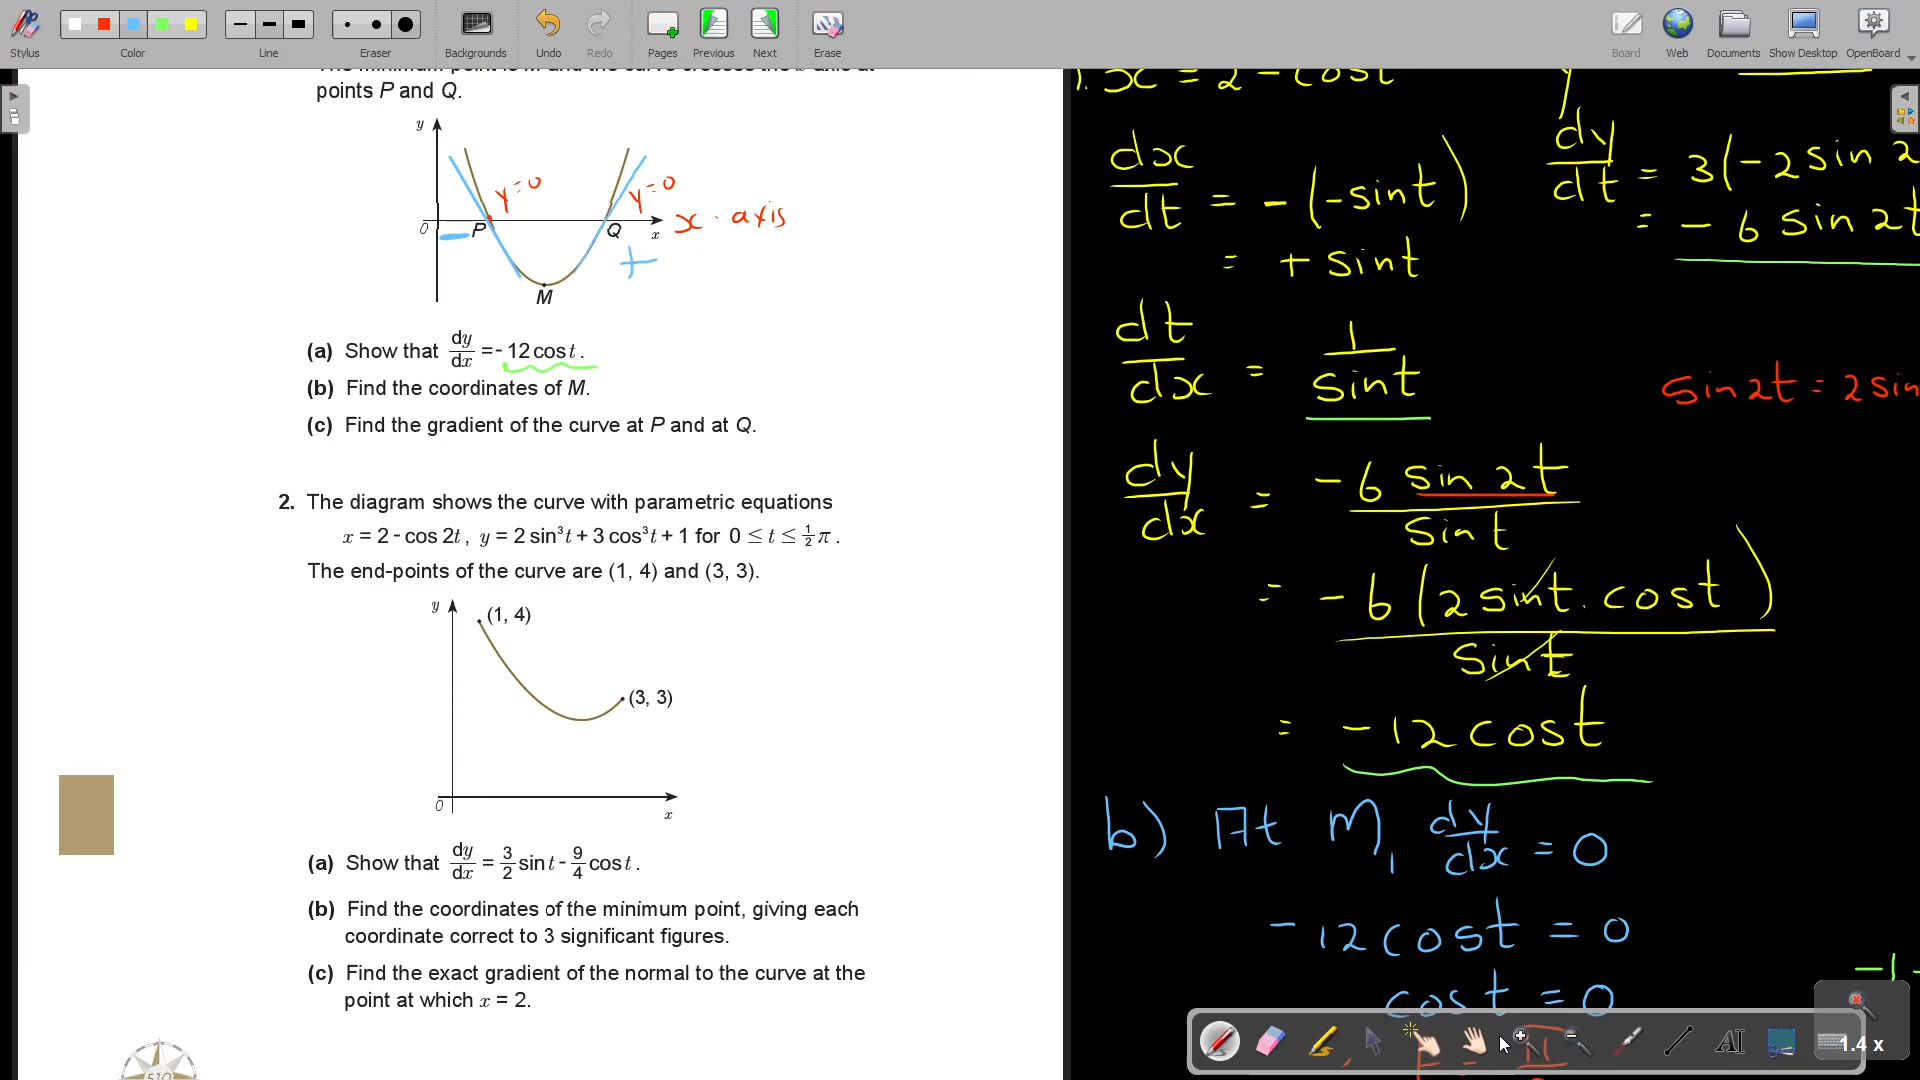 Stylus
Color
Line
Eraser
Backgrounds
Undo
Redo
Pages
Previous
Next
Erase
Board
Web
Documents
Show Desktop
OpenBoard
points P and Q.
y
y=0
y=0
x-axis
0
P
Q
x
M
(a) Show that dy/dx = -12 cos t.
(b) Find the coordinates of M.
(c) Find the gradient of the curve at P and at Q.
2. The diagram shows the curve with parametric equations
x = 2 - cos 2t, y = 2 sin³t + 3 cos³t + 1 for 0 ≤ t ≤ ½π.
The end-points of the curve are (1, 4) and (3, 3).
y
(1, 4)
(3, 3)
0
x
(a) Show that dy/dx = 3/2 sin t - 9/4 cos t.
(b) Find the coordinates of the minimum point, giving each
coordinate correct to 3 significant figures.
(c) Find the exact gradient of the normal to the curve at the
point at which x = 2.
1. x = 2 - cos t
y
dx/dt = -(-sin t)
= + sin t
dy/dt = 3(-2 sin 2
= - 6 sin 2t
dt/dx = 1/sin t
sin 2t = 2 sin
dy/dx = -6 sin 2t / sin t
= -6(2 sin t . cos t) / sin t
= -12 cos t
b) At M, dy/dx = 0
-12 cos t = 0
cos t = 0
-1
1.4 x